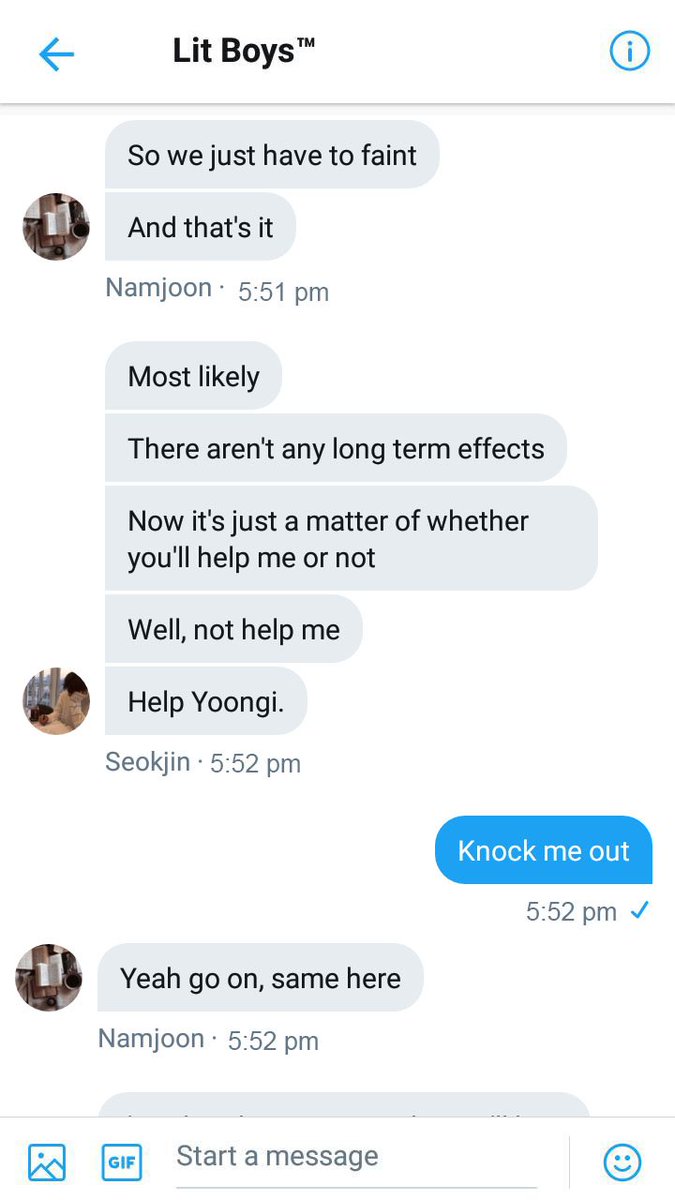 Lit Boys™
So we just have to faint
And that's it
Namjoon · 5:51 pm
Most likely
There aren't any long term effects
Now it's just a matter of whether
you'll help me or not
Well, not help me
Help Yoongi.
Seokjin · 5:52 pm
Knock me out
5:52 pm ✓
Yeah go on, same here
Namjoon · 5:52 pm
GIF
Start a message